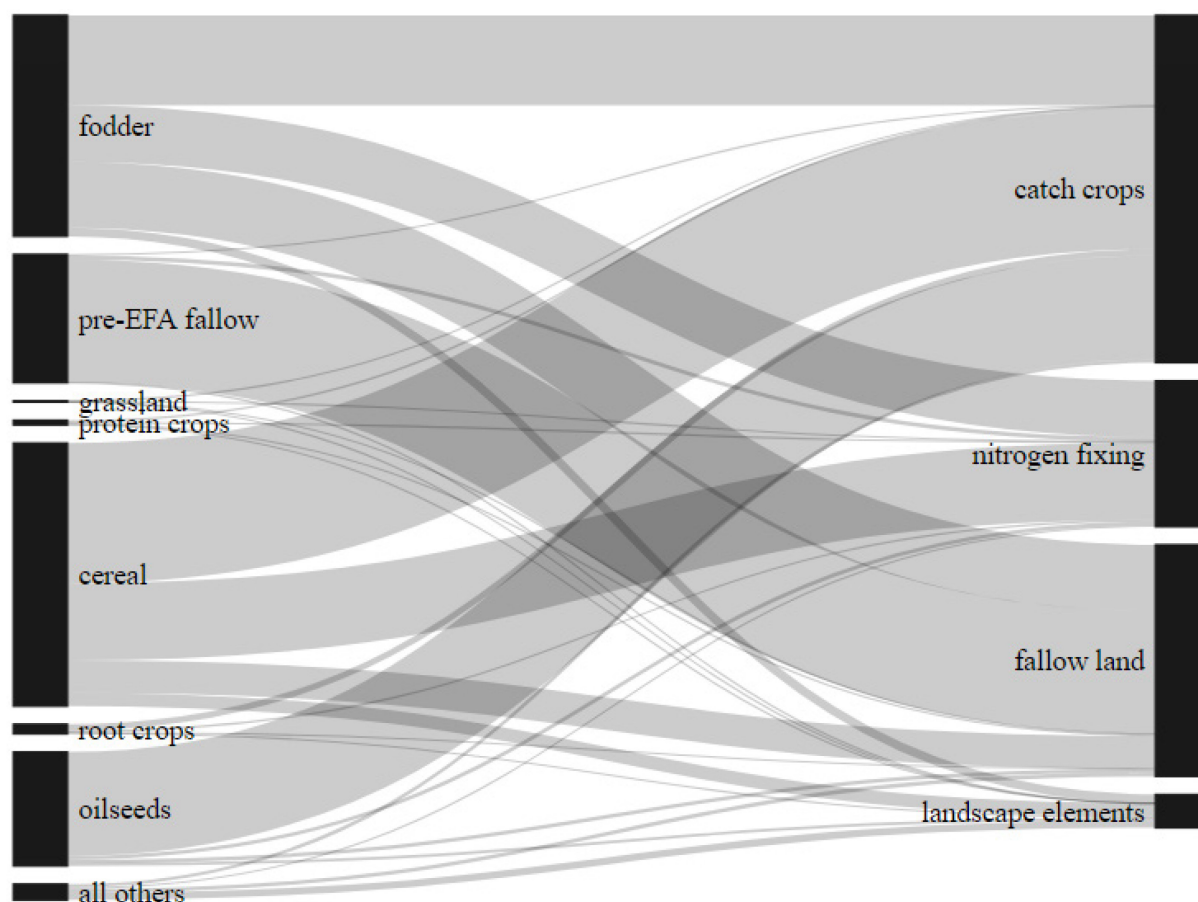 fodder
pre-EFA fallow
grassland
protein crops
cereal
root crops
oilseeds
all others
catch crops
nitrogen fixing
fallow land
landscape elements